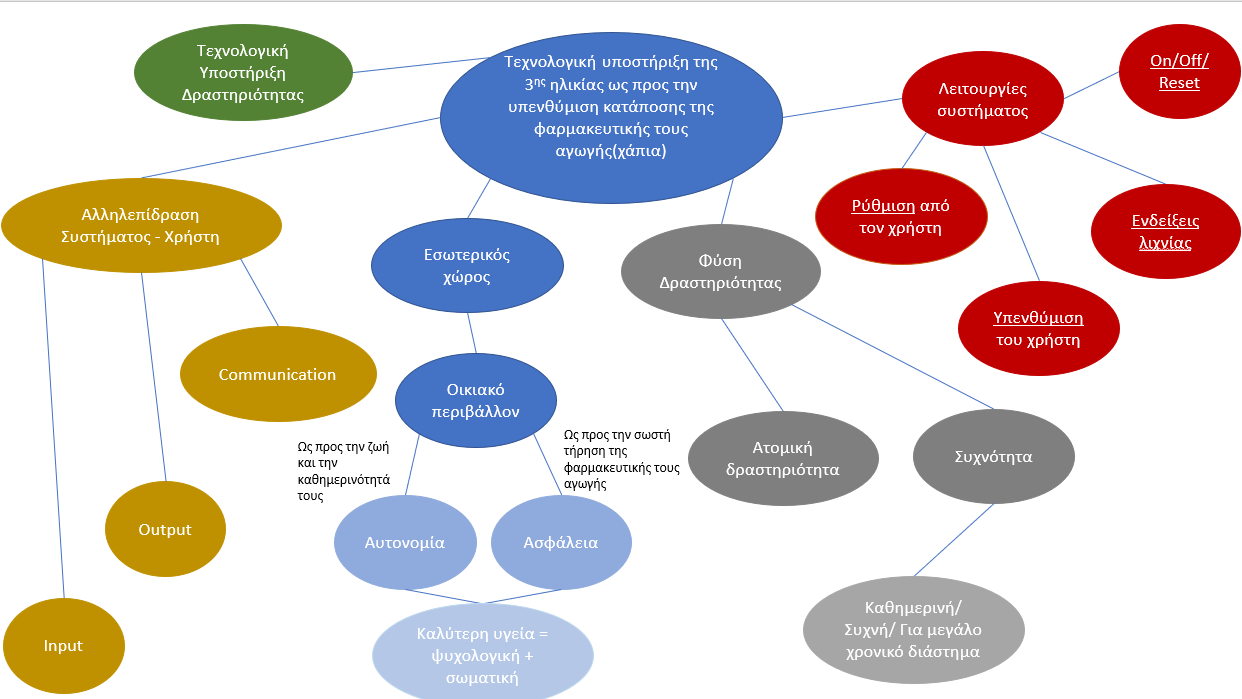 Τεχνολογική
Υποστήριξη
Δραστηριότητας
Τεχνολογική υποστήριξη της
3ης ηλικίας ως προς την
υπενθύμιση κατάποσης της
φαρμακευτικής τους
αγωγής(χάπια)
Λειτουργίες
συστήματος
On/Off/
Reset
Ρύθμιση από
τον χρήστη
Ενδείξεις
λιχνίας
Υπενθύμιση
του χρήστη
Αλληλεπίδραση
Συστήματος - Χρήστη
Communication
Output
Input
Εσωτερικός
χώρος
Οικιακό
περιβάλλον
Ως προς την ζωή
και την
καθημερινότητά
τους
Ως προς την σωστή
τήρηση της
φαρμακευτικής τους
αγωγής
Αυτονομία
Ασφάλεια
Καλύτερη υγεία =
ψυχολογική +
σωματική
Φύση
Δραστηριότητας
Ατομική
δραστηριότητα
Συχνότητα
Καθημερινή/
Συχνή/ Για μεγάλο
χρονικό διάστημα